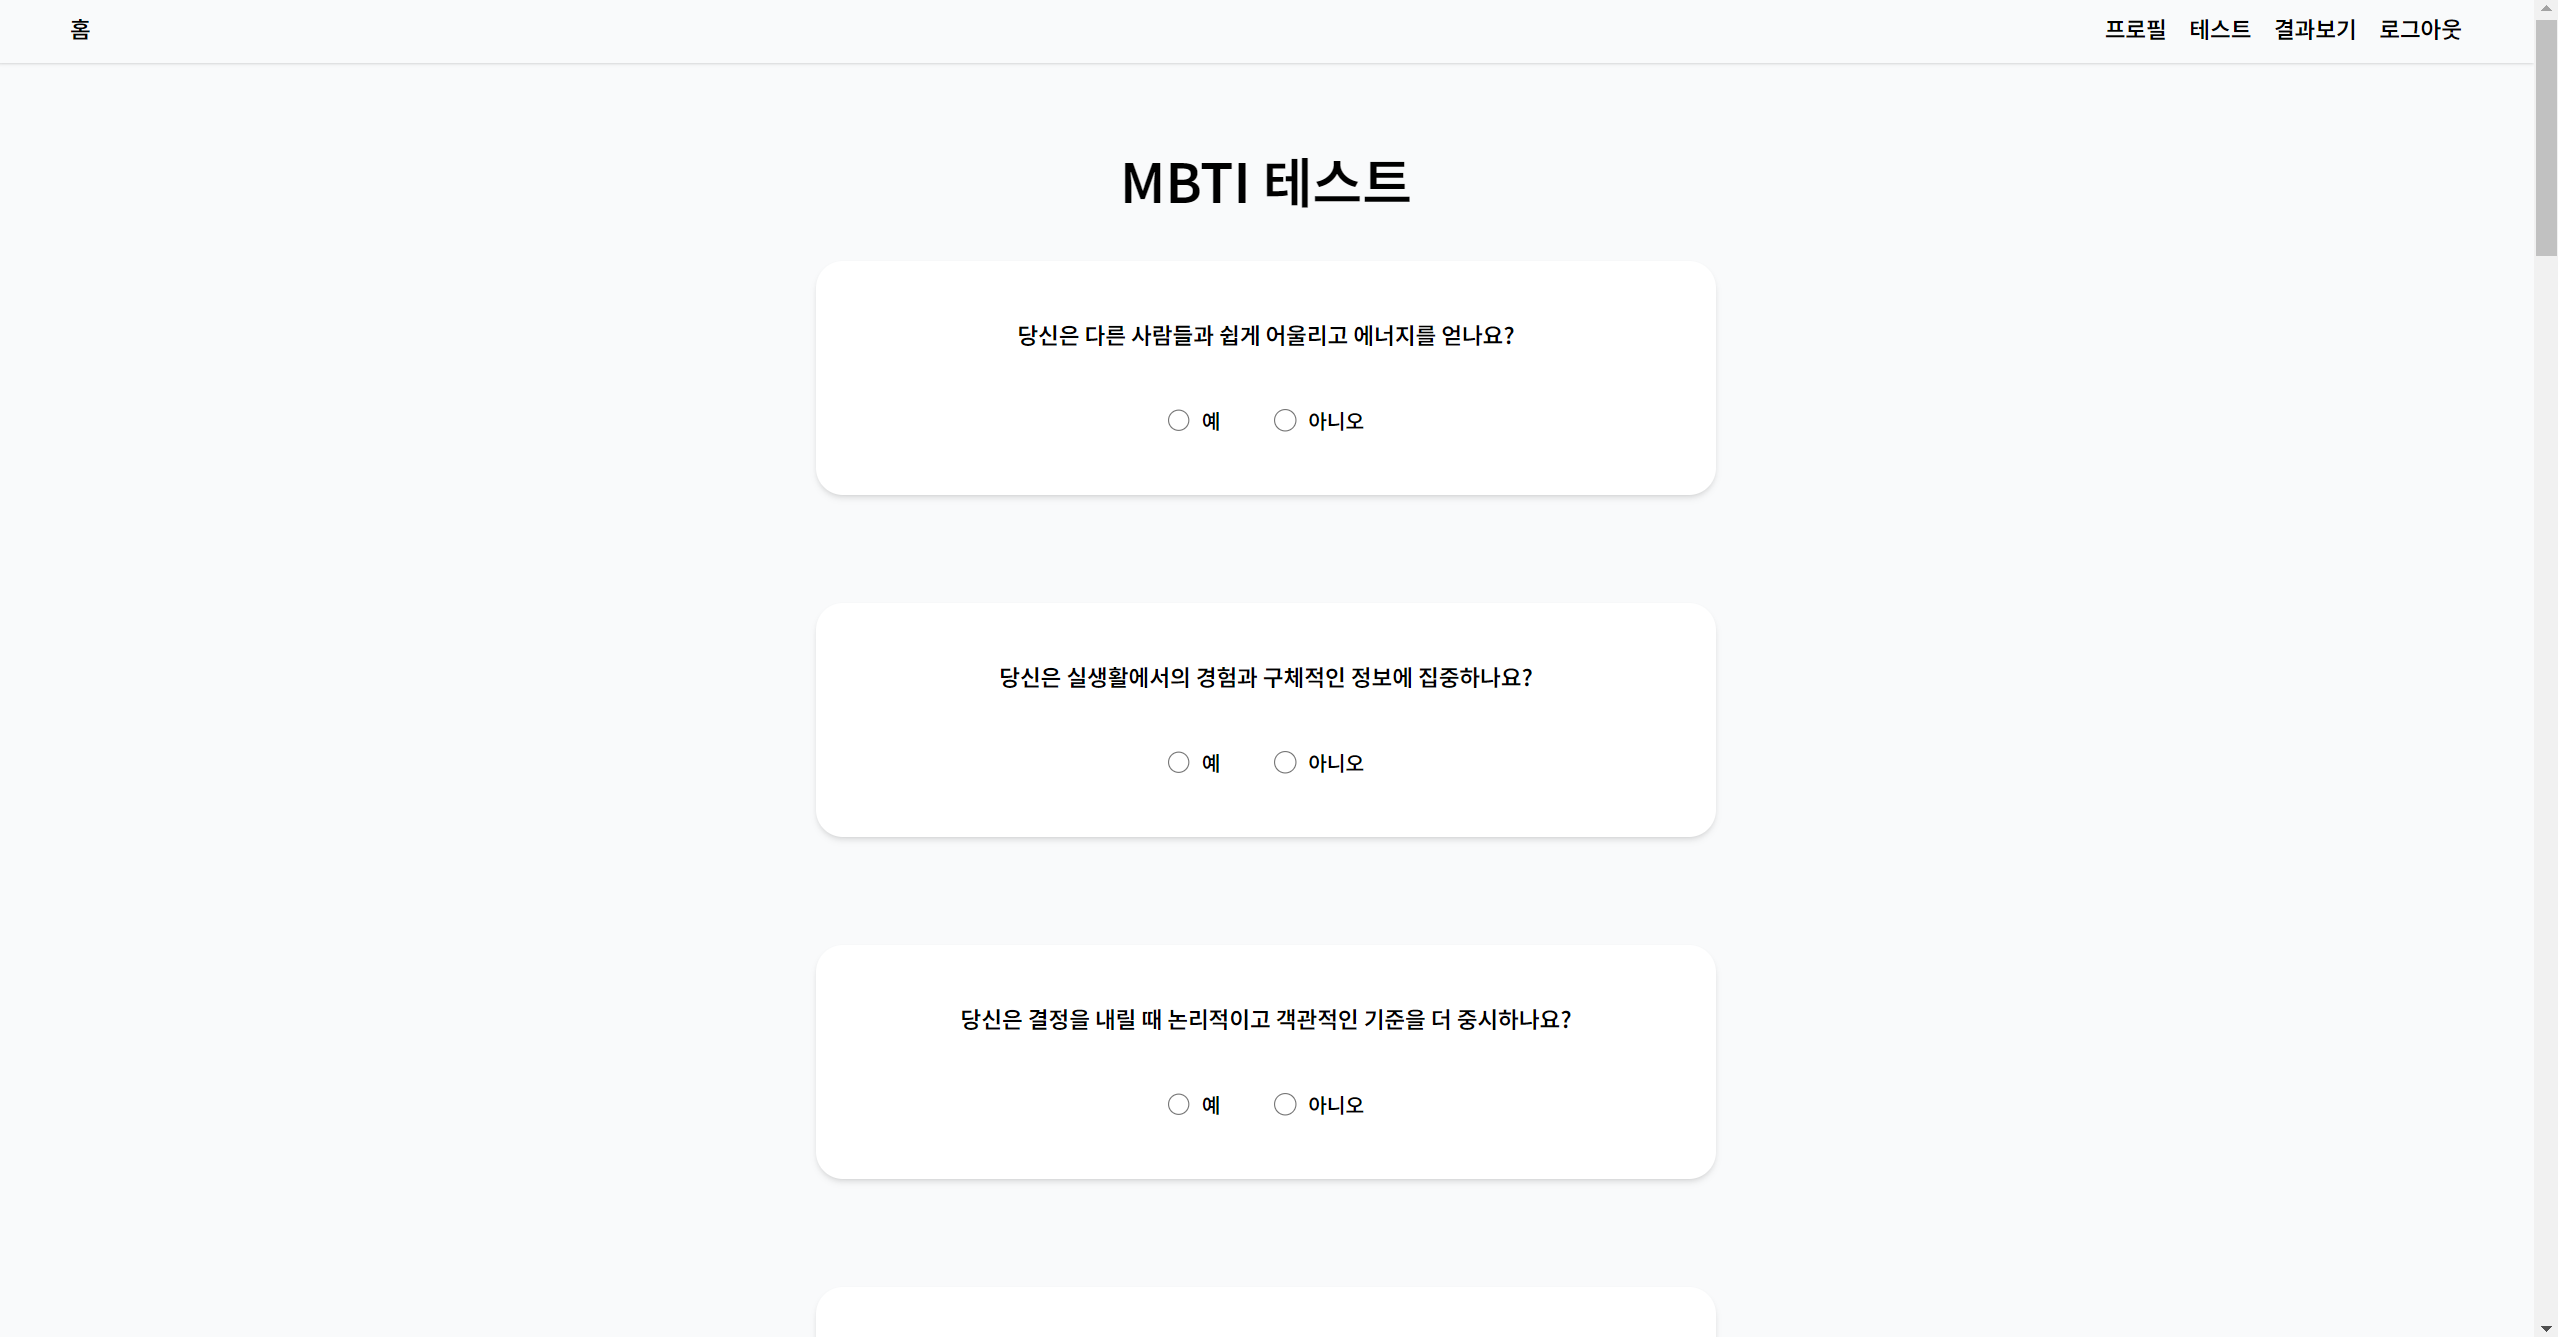 홈 프로필 테스트 결과보기 로그아웃
MBTI 테스트
당신은 다른 사람들과 쉽게 어울리고 에너지를 얻나요?
예 아니오
당신은 실생활에서의 경험과 구체적인 정보에 집중하나요?
예 아니오
당신은 결정을 내릴 때 논리적이고 객관적인 기준을 더 중시하나요?
예 아니오